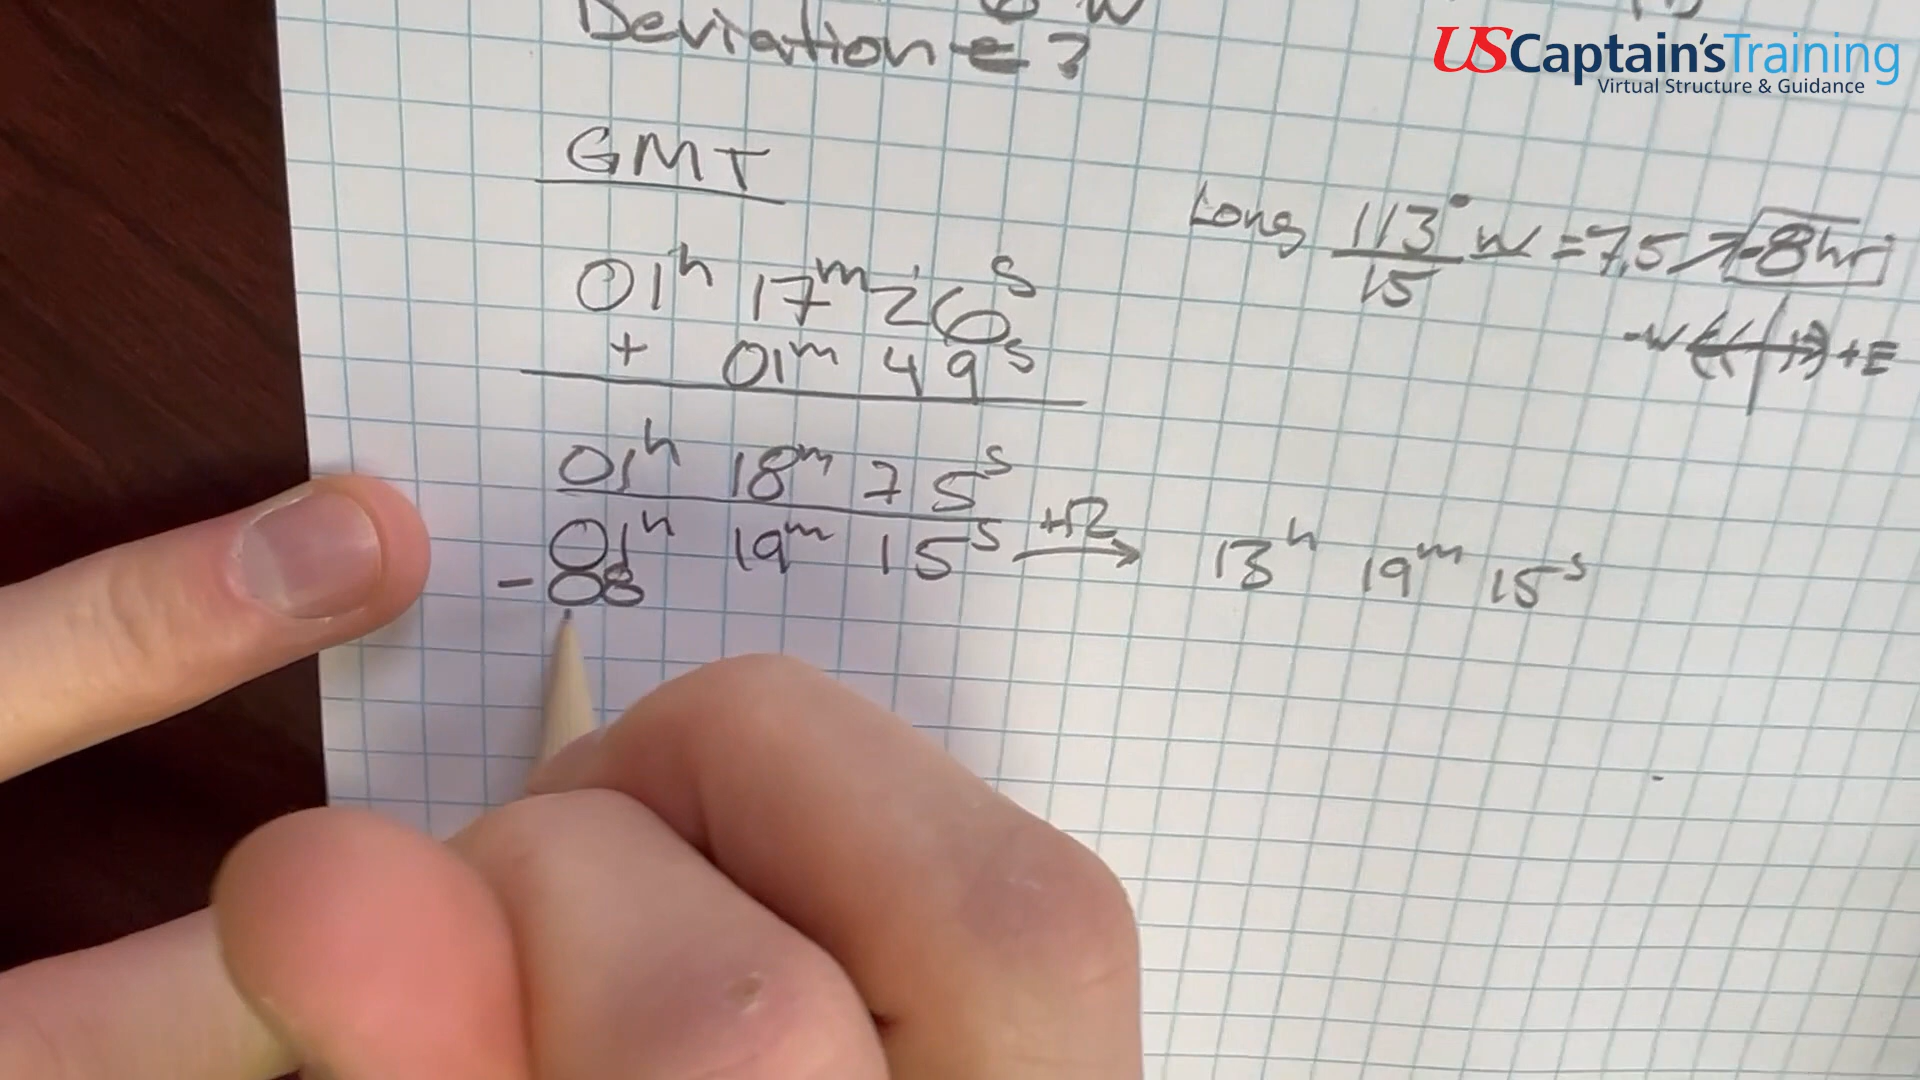 USCaptain'sTraining
Virtual Structure & Guidance
Deviation = ?
GMT
01h 17m 26s
+ 01m 49s
01h 18m 75s
01h 19m 15s +12 → 13h 19m 15s
- 08
Long 113° W = 7.5 → -8hr
15
-W +E